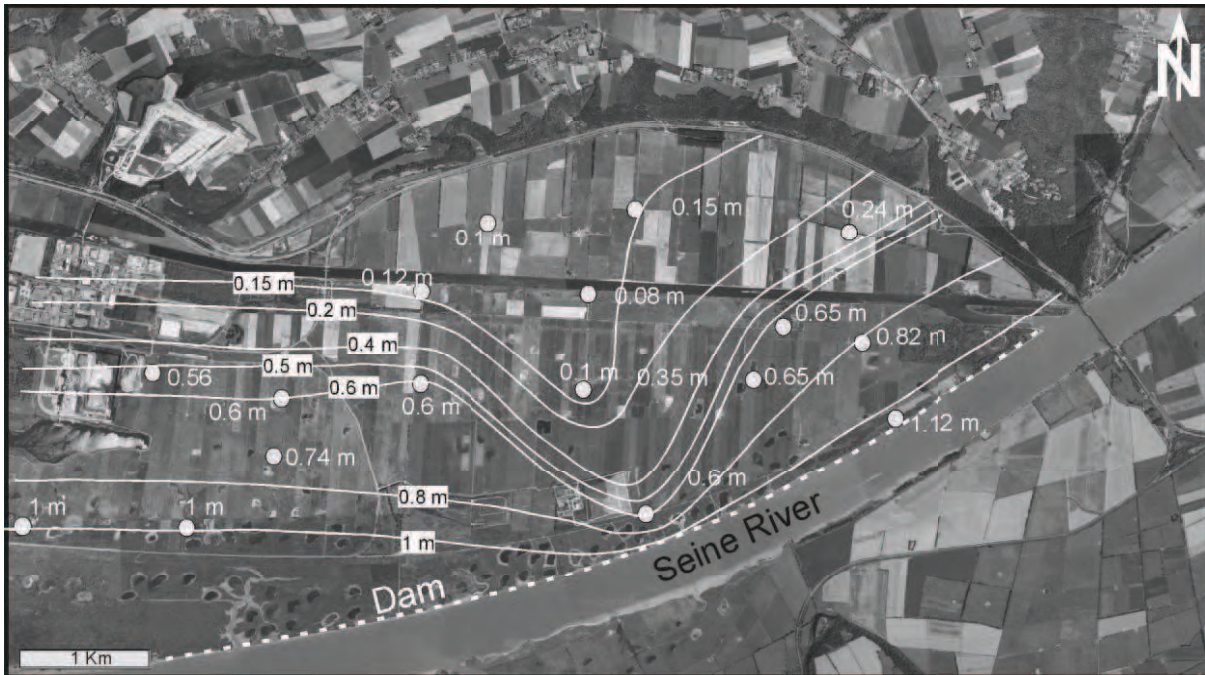 N
0.15 m
0.24 m
0.1 m
0.12 m
0.15 m
0.08 m
0.2 m
0.65 m
0.82 m
0.4 m
0.5 m
0.56
0.1 m
0.35 m
0.65 m
0.6 m
0.6 m
0.6 m
1.12 m
0.74 m
0.6 m
0.8 m
1 m
1 m
1 m
Seine River
Dam
1 Km